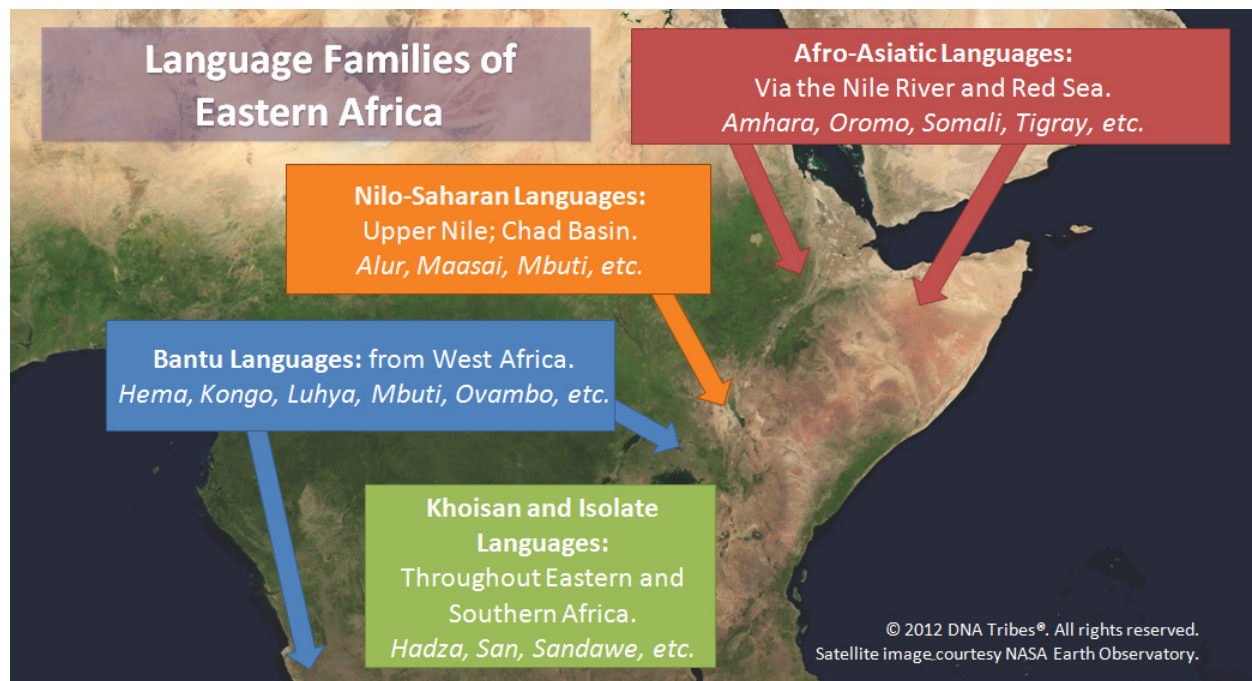 Language Families of
Eastern Africa
Afro-Asiatic Languages:
Via the Nile River and Red Sea.
Amhara, Oromo, Somali, Tigray, etc.
Nilo-Saharan Languages:
Upper Nile; Chad Basin.
Alur, Maasai, Mbuti, etc.
Bantu Languages: from West Africa.
Hema, Kongo, Luhya, Mbuti, Ovambo, etc.
Khoisan and Isolate
Languages:
Throughout Eastern and
Southern Africa.
Hadza, San, Sandawe, etc.
© 2012 DNA Tribes®. All rights reserved.
Satellite image courtesy NASA Earth Observatory.